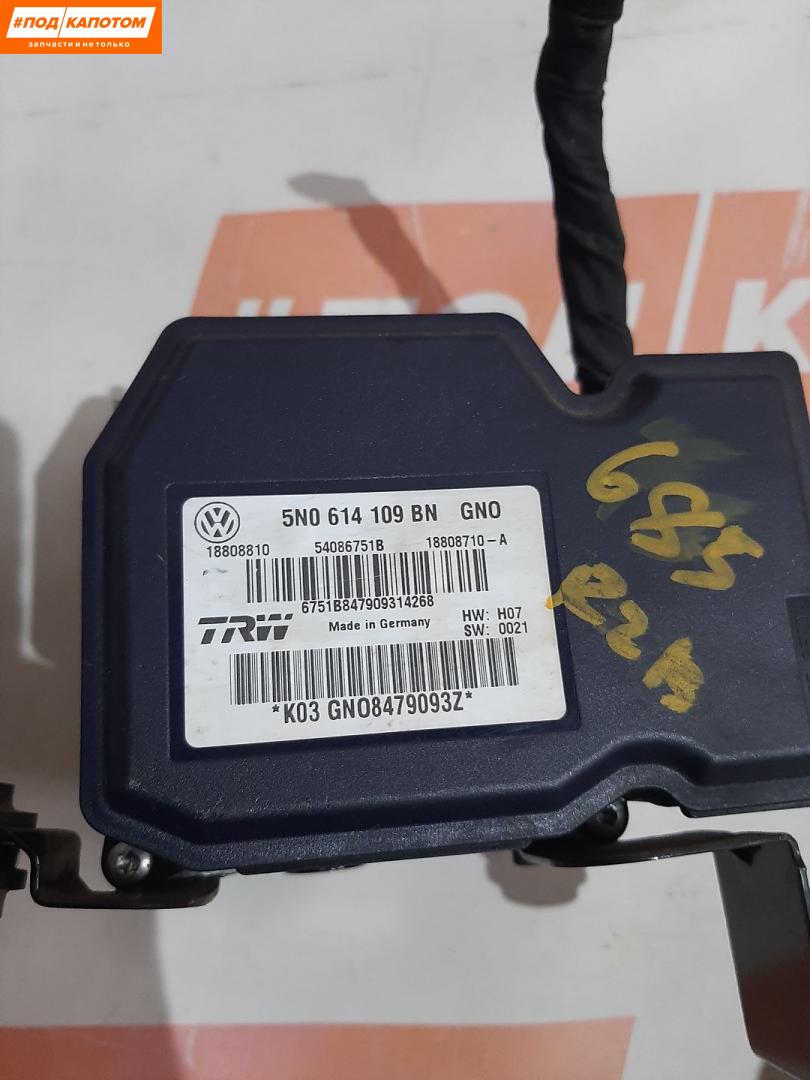 #ПОД КАПОТОМ
запчасти и не только
5N0 614 109 BN GNO
18808810 54086751B 18808710-A
6751B847909314268
TRW Made in Germany HW: H07
SW: 0021
*K03 GNO8479093Z*